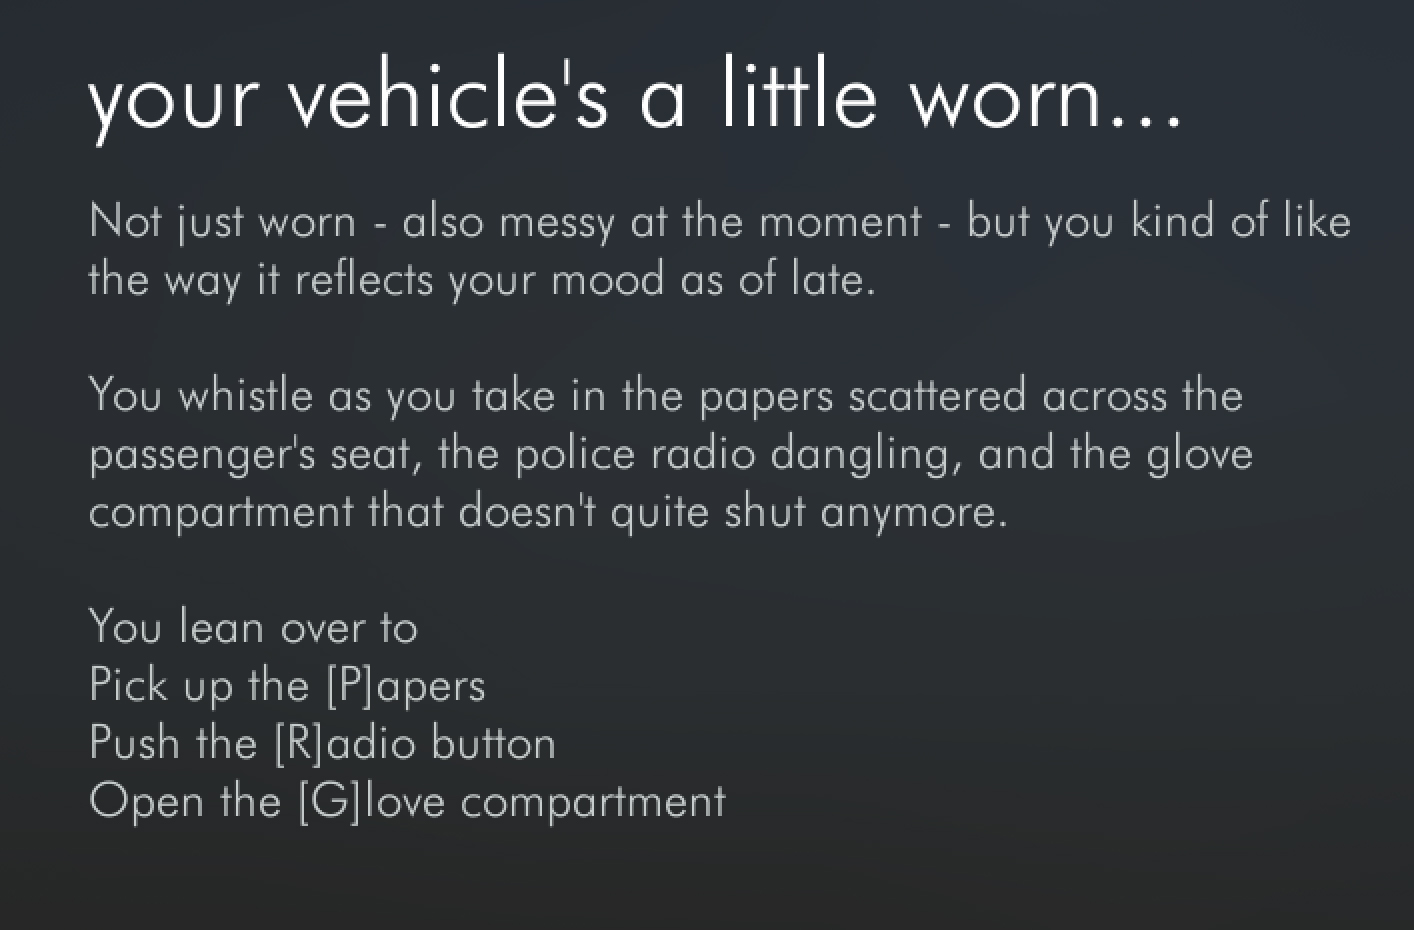 your vehicle's a little worn...
Not just worn - also messy at the moment - but you kind of like
the way it reflects your mood as of late.
You whistle as you take in the papers scattered across the
passenger's seat, the police radio dangling, and the glove
compartment that doesn't quite shut anymore.
You lean over to
Pick up the [P]apers
Push the [R]adio button
Open the [G]love compartment